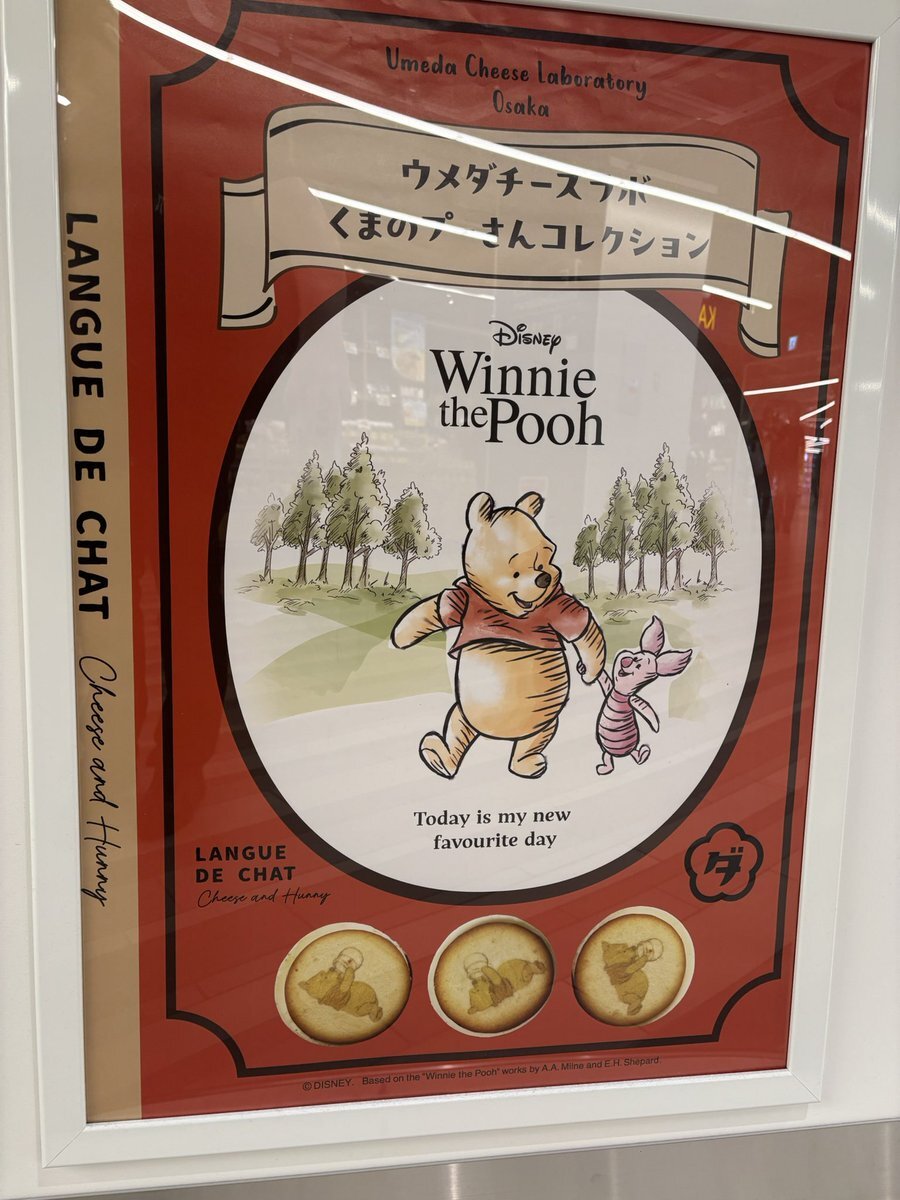 Umeda Cheese Laboratory
Osaka
ウメダチーズラボ
くまのプーさんコレクション
LANGUE DE CHAT Cheese and Hunny
Disney
Winnie
the Pooh
Today is my new
favourite day
LANGUE
DE CHAT
Cheese and Hunny
ダ
© DISNEY. Based on the "Winnie the Pooh" works by A.A. Milne and E.H. Shepard.